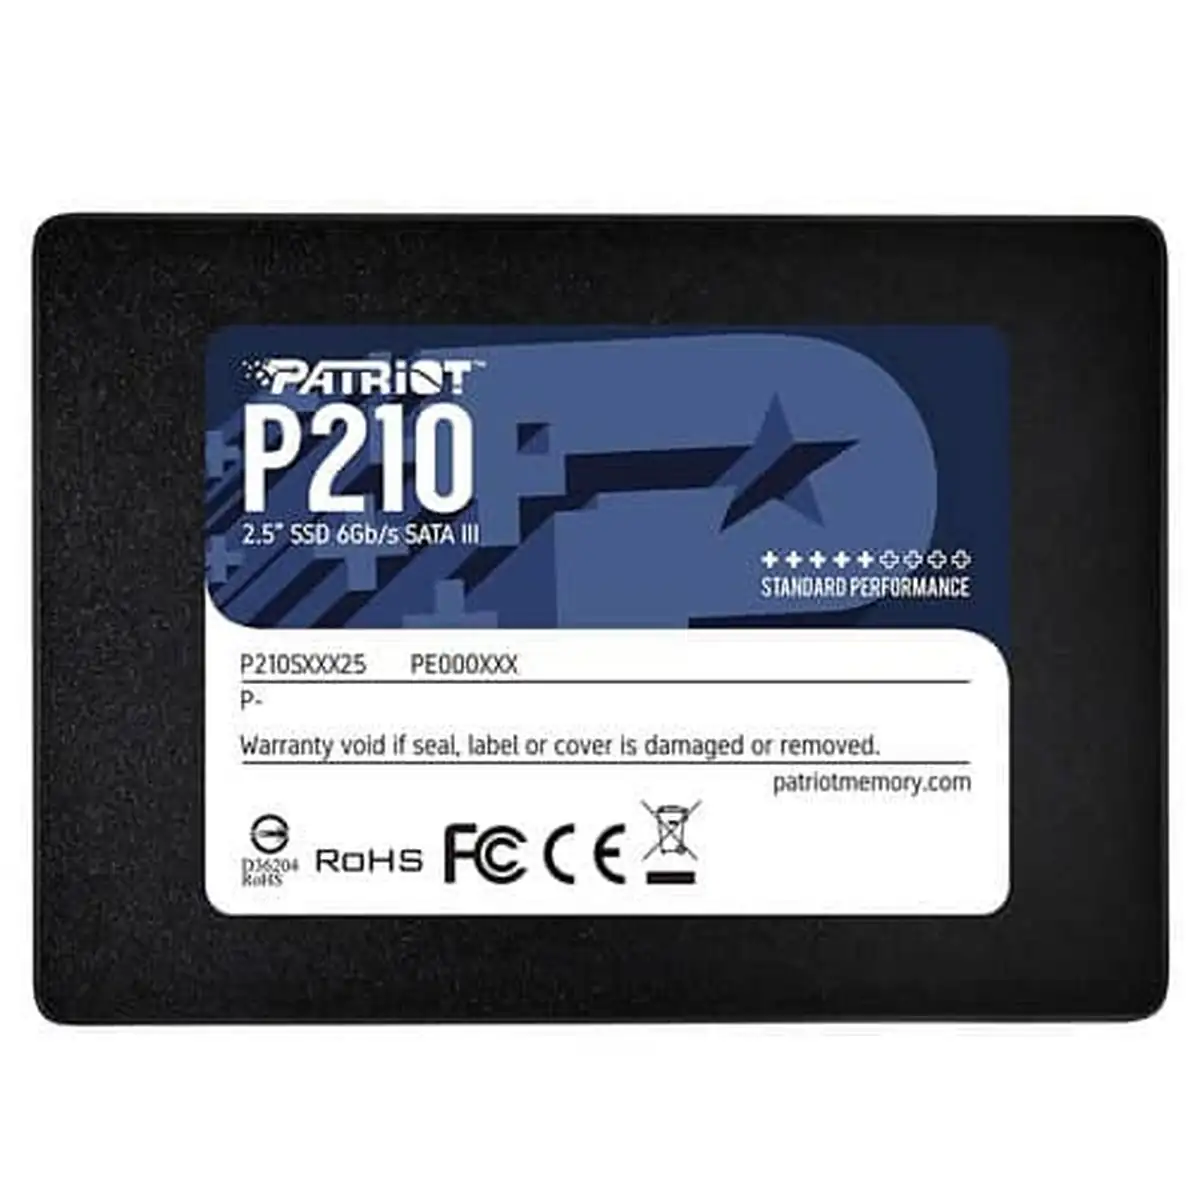 PATRiOT™
P210
2.5" SSD 6Gb/s SATA III
STANDARD PERFORMANCE
P210SXXX25 PE000XXX
P-
Warranty void if seal, label or cover is damaged or removed.
patriotmemory.com
D36204
RoHS
RoHS FC CE